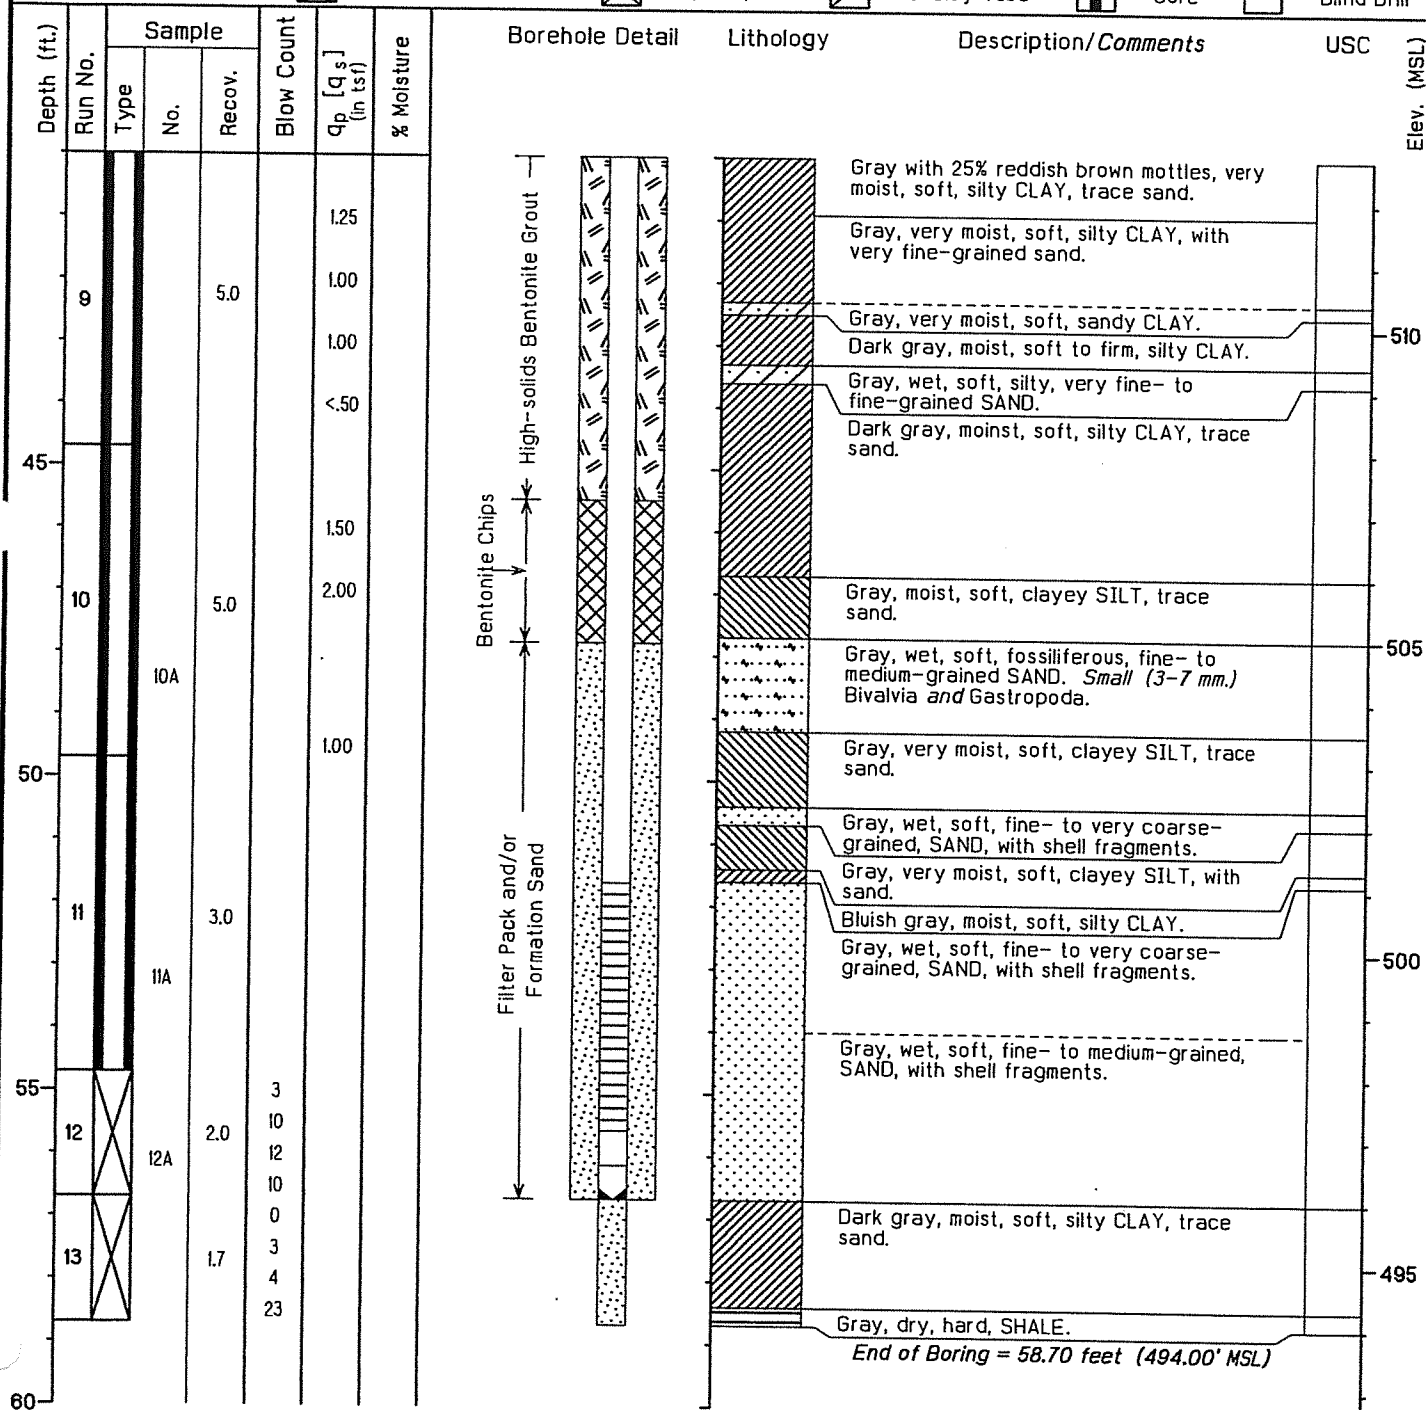 Core
Blind Drill
Depth (ft.)
Run No.
Sample
Type
No.
Recov.
Blow Count
qp [qs]
(in tsf)
% Moisture
Borehole Detail
Lithology
Description/Comments
USC
Elev. (MSL)
Gray with 25% reddish brown mottles, very
moist, soft, silty CLAY, trace sand.
1.25
Gray, very moist, soft, silty CLAY, with
very fine-grained sand.
9
5.0
1.00
High-solids Bentonite Grout
Gray, very moist, soft, sandy CLAY.
510
1.00
Dark gray, moist, soft to firm, silty CLAY.
Gray, wet, soft, silty, very fine- to
fine-grained SAND.
<.50
Dark gray, moinst, soft, silty CLAY, trace
sand.
45
1.50
Bentonite Chips
10
5.0
2.00
Gray, moist, soft, clayey SILT, trace
sand.
505
10A
Gray, wet, soft, fossiliferous, fine- to
medium-grained SAND. Small (3-7 mm.)
Bivalvia and Gastropoda.
1.00
Gray, very moist, soft, clayey SILT, trace
sand.
50
Gray, wet, soft, fine- to very coarse-
grained, SAND, with shell fragments.
Gray, very moist, soft, clayey SILT, with
sand.
11
3.0
Filter Pack and/or
Formation Sand
Bluish gray, moist, soft, silty CLAY.
Gray, wet, soft, fine- to very coarse-
grained, SAND, with shell fragments.
500
11A
Gray, wet, soft, fine- to medium-grained,
SAND, with shell fragments.
55
3
10
12
2.0
12
12A
10
0
Dark gray, moist, soft, silty CLAY, trace
sand.
3
13
1.7
4
495
23
Gray, dry, hard, SHALE.
End of Boring = 58.70 feet (494.00' MSL)
60